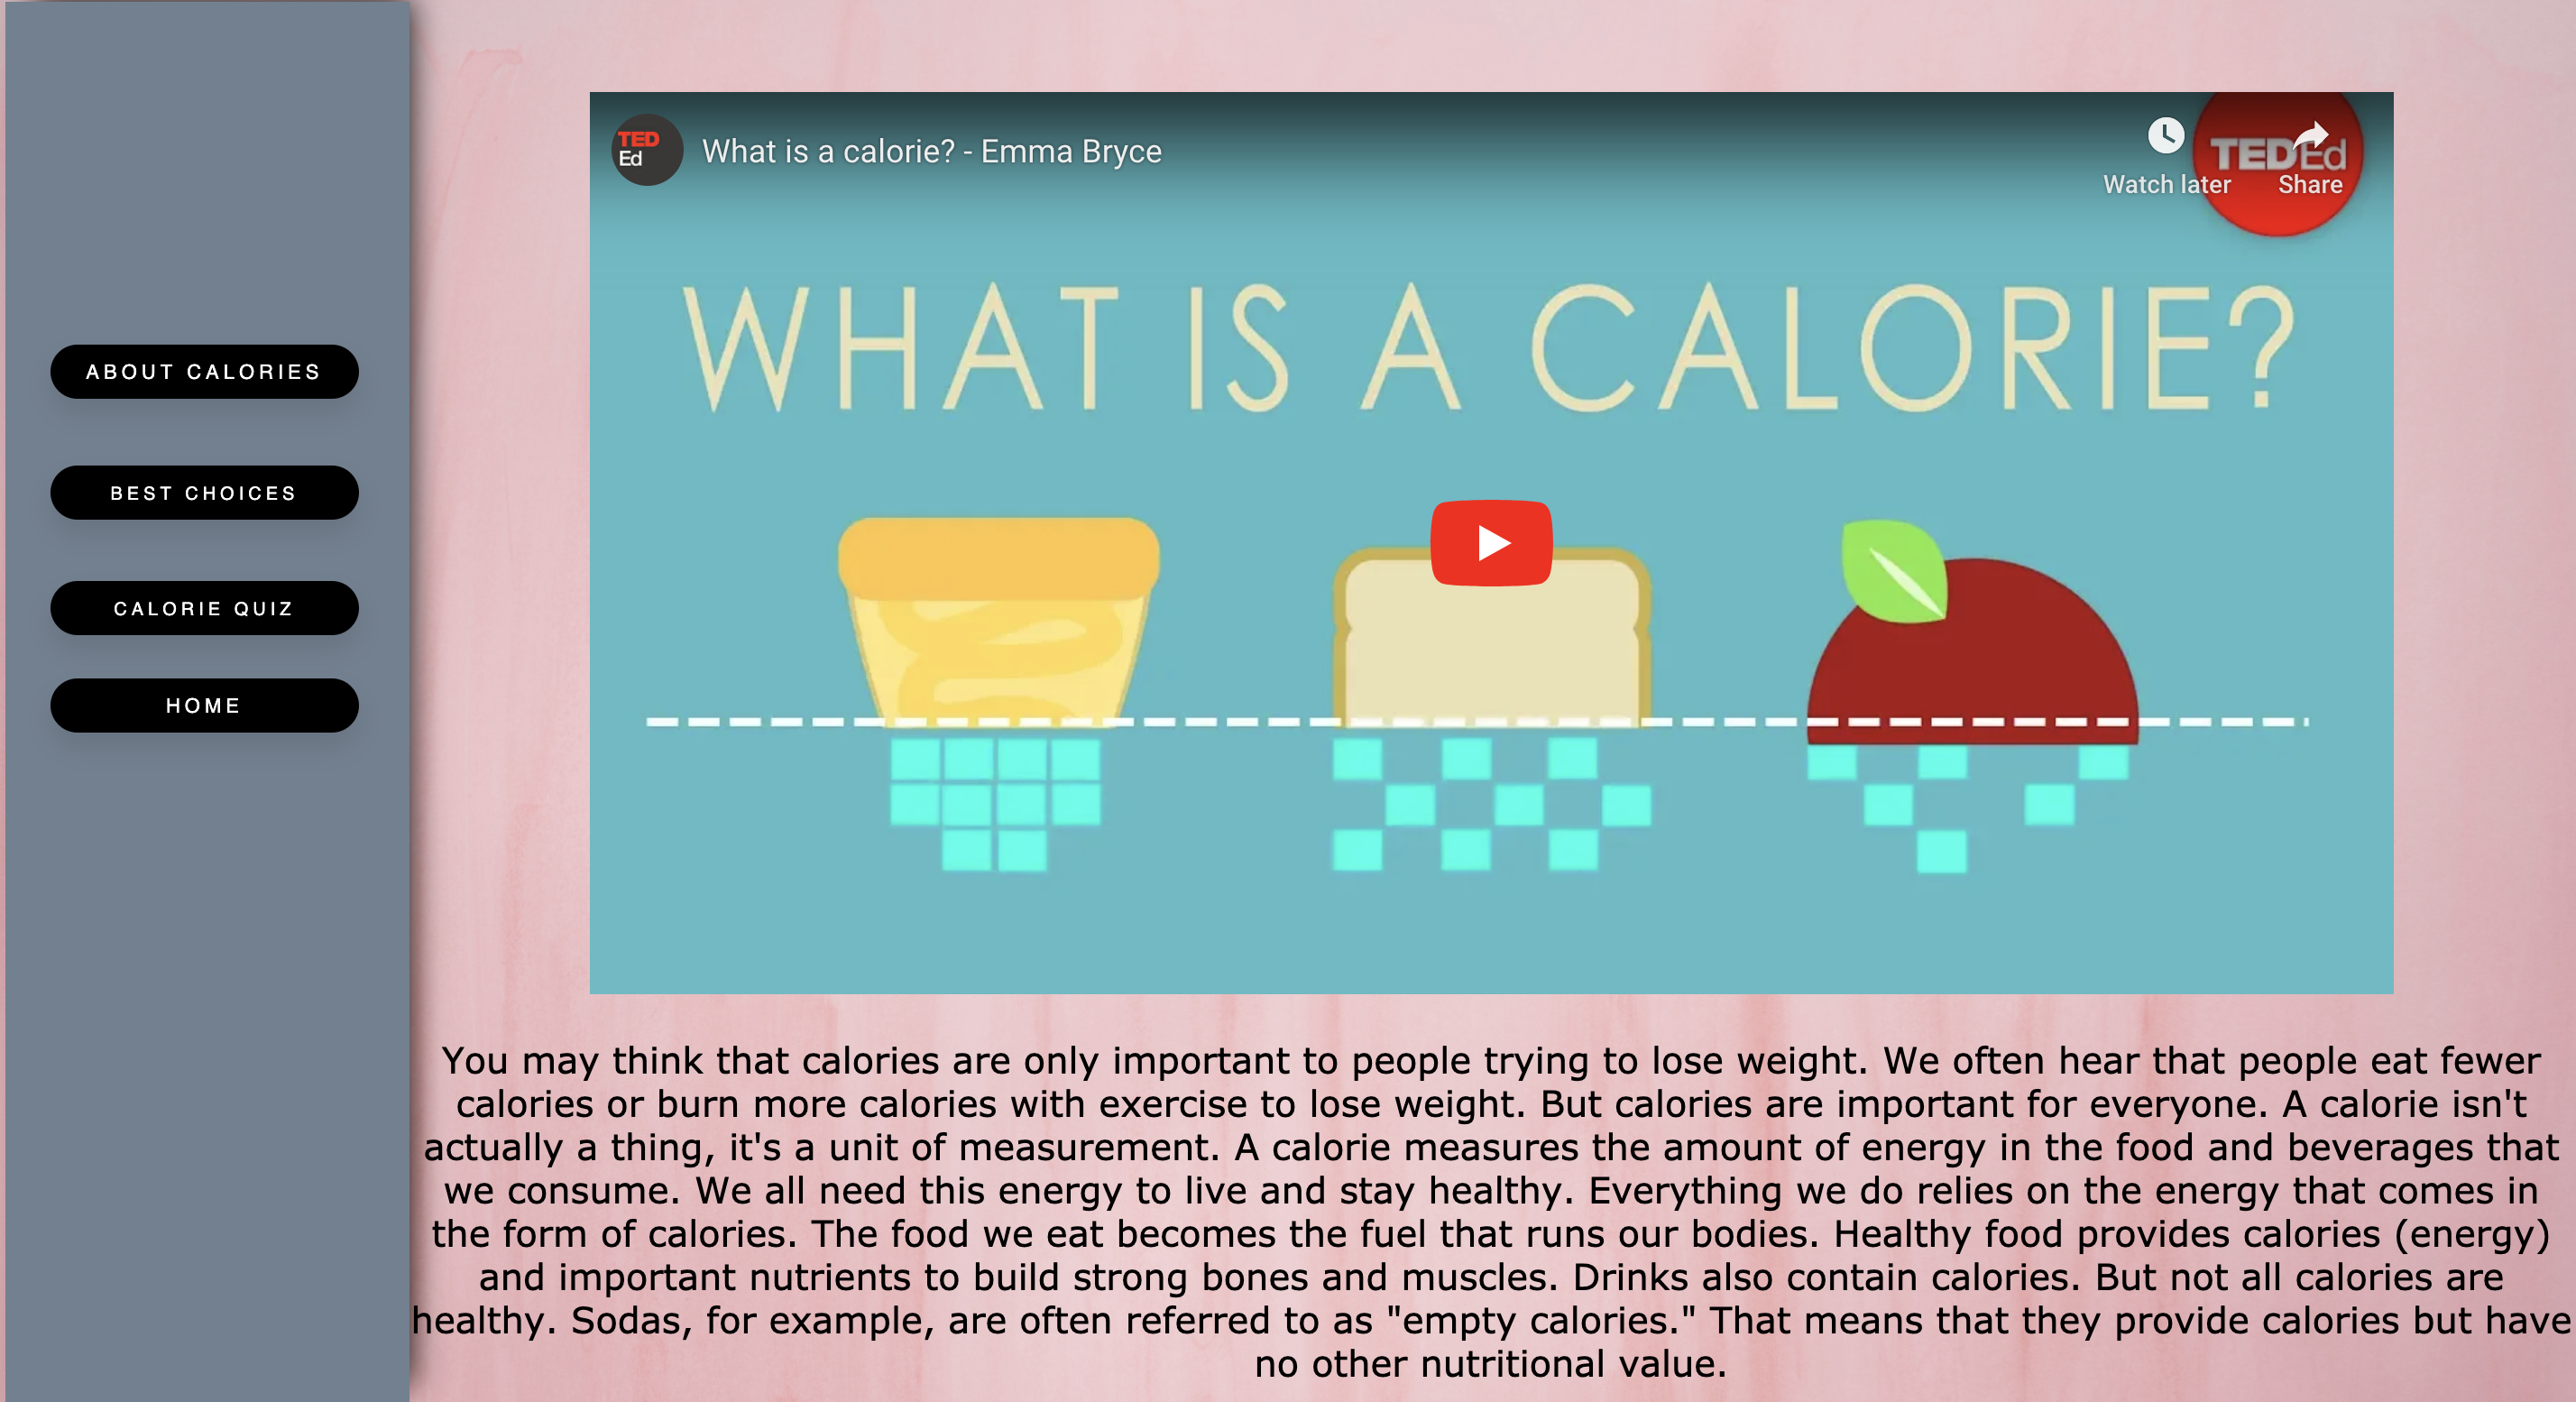 ABOUT CALORIES
BEST CHOICES
CALORIE QUIZ
HOME
TED
Ed
What is a calorie? - Emma Bryce
Watch later
Share
TEDEd
WHAT IS A CALORIE?
You may think that calories are only important to people trying to lose weight. We often hear that people eat fewer
calories or burn more calories with exercise to lose weight. But calories are important for everyone. A calorie isn't
actually a thing, it's a unit of measurement. A calorie measures the amount of energy in the food and beverages that
we consume. We all need this energy to live and stay healthy. Everything we do relies on the energy that comes in
the form of calories. The food we eat becomes the fuel that runs our bodies. Healthy food provides calories (energy)
and important nutrients to build strong bones and muscles. Drinks also contain calories. But not all calories are
healthy. Sodas, for example, are often referred to as "empty calories." That means that they provide calories but have
no other nutritional value.